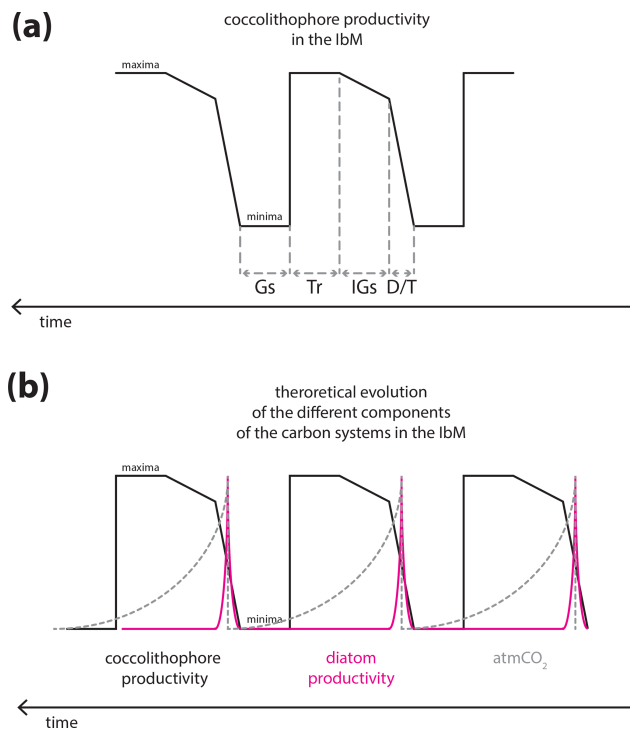 (a)
coccolithophore productivity
in the IbM
maxima
minima
Gs Tr IGs D/T
time
(b)
theroretical evolution
of the different components
of the carbon systems in the IbM
maxima
minima
coccolithophore
productivity
diatom
productivity
atmCO₂
time